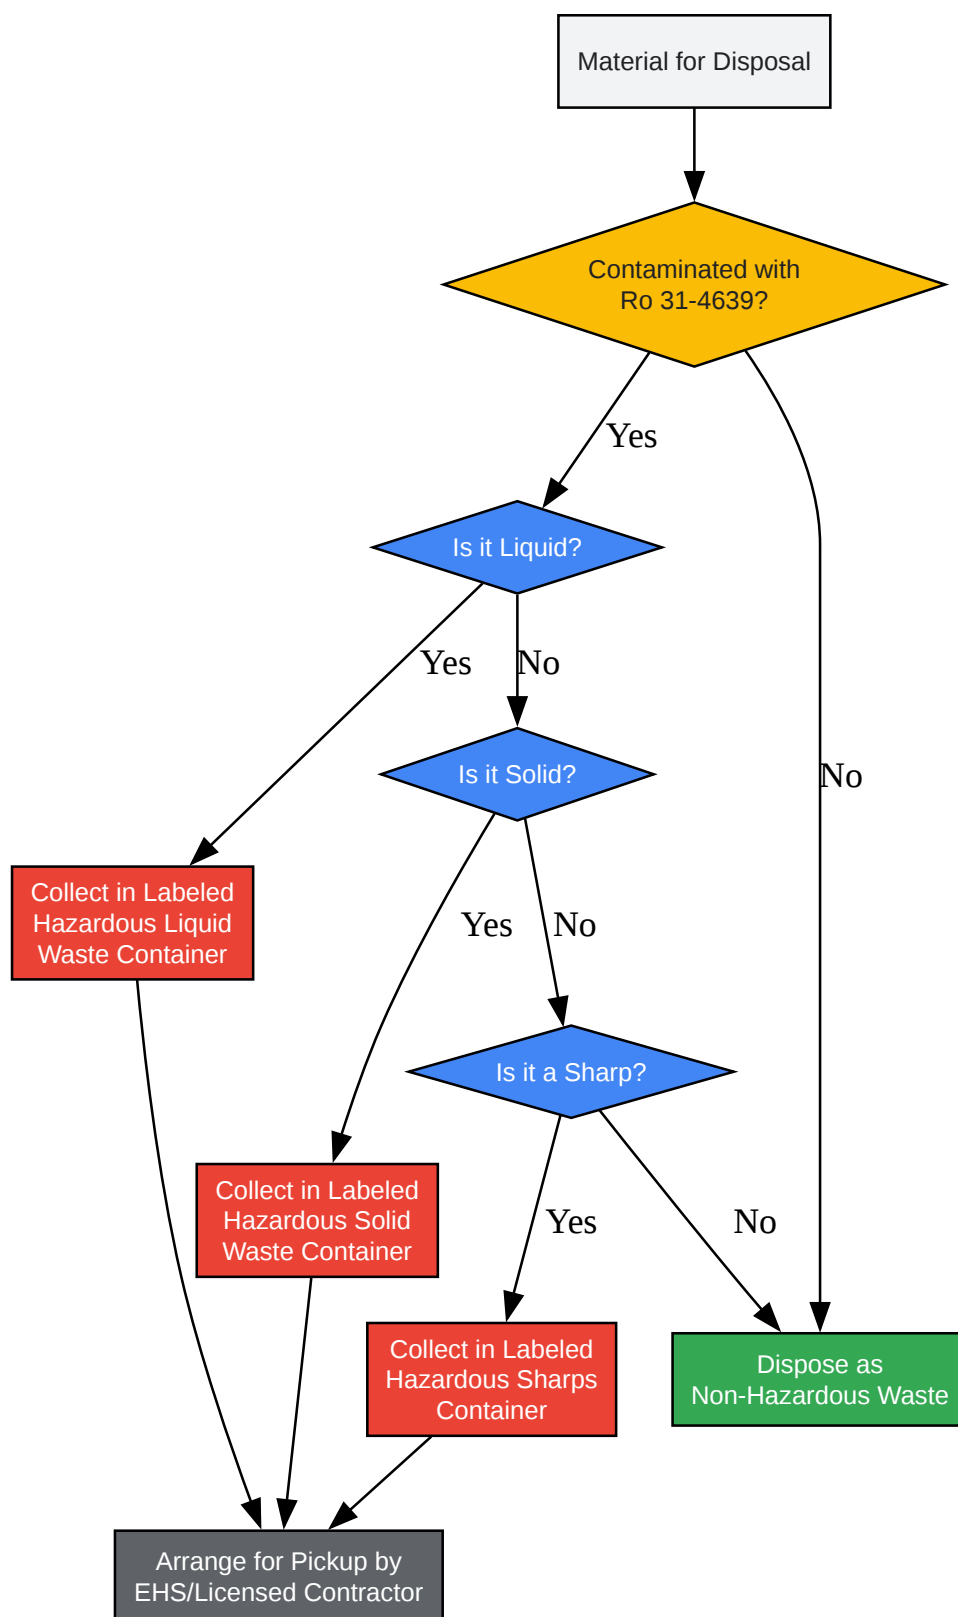 Material for Disposal
Contaminated with
Ro 31-4639?
Yes
Is it Liquid?
Yes
No
Is it Solid?
No
Collect in Labeled
Hazardous Liquid
Waste Container
Yes
No
Is it a Sharp?
Collect in Labeled
Hazardous Solid
Waste Container
Yes
No
Collect in Labeled
Hazardous Sharps
Container
Dispose as
Non-Hazardous Waste
Arrange for Pickup by
EHS/Licensed Contractor